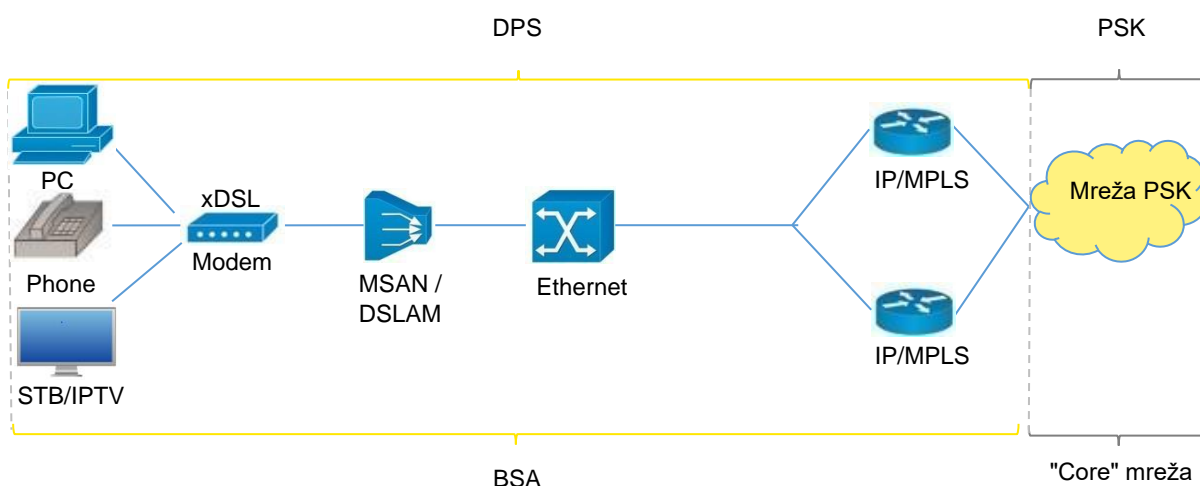 DPS
PSK
PC
xDSL
Modem
Phone
STB/IPTV
MSAN /
DSLAM
Ethernet
IP/MPLS
IP/MPLS
Mreža PSK
BSA
"Core" mreža